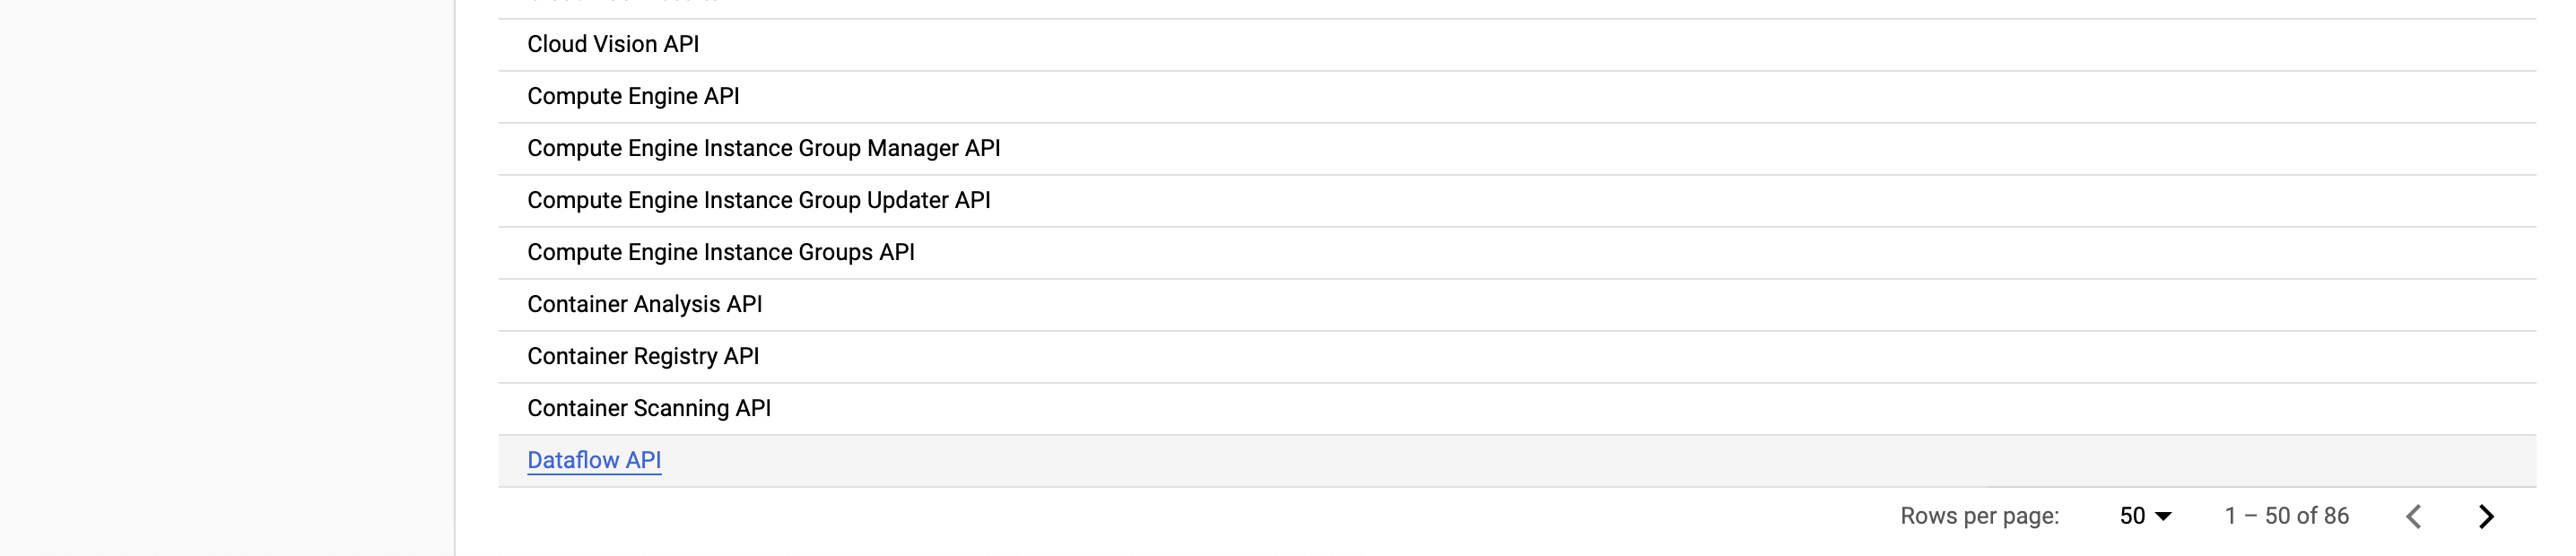 Cloud Vision API
Compute Engine API
Compute Engine Instance Group Manager API
Compute Engine Instance Group Updater API
Compute Engine Instance Groups API
Container Analysis API
Container Registry API
Container Scanning API
Dataflow API
Rows per page: 50 1 – 50 of 86